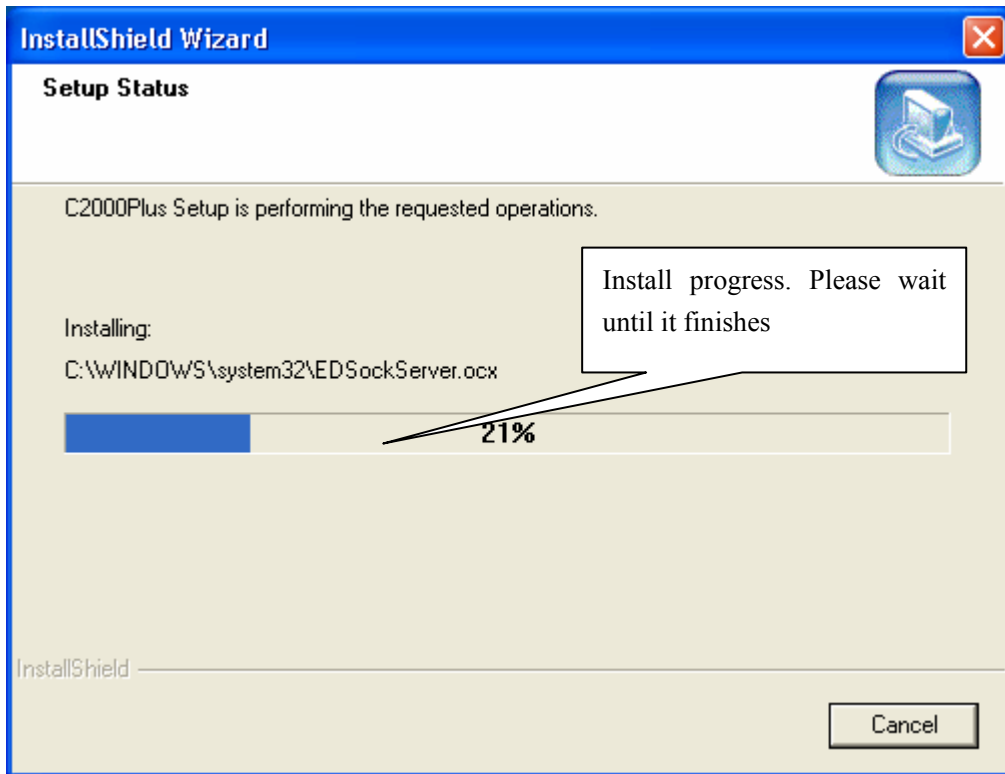 InstallShield Wizard
Setup Status
C2000Plus Setup is performing the requested operations.
Install progress. Please wait
until it finishes
Installing:
C:\WINDOWS\system32\EDSockServer.ocx
21%
InstallShield
Cancel